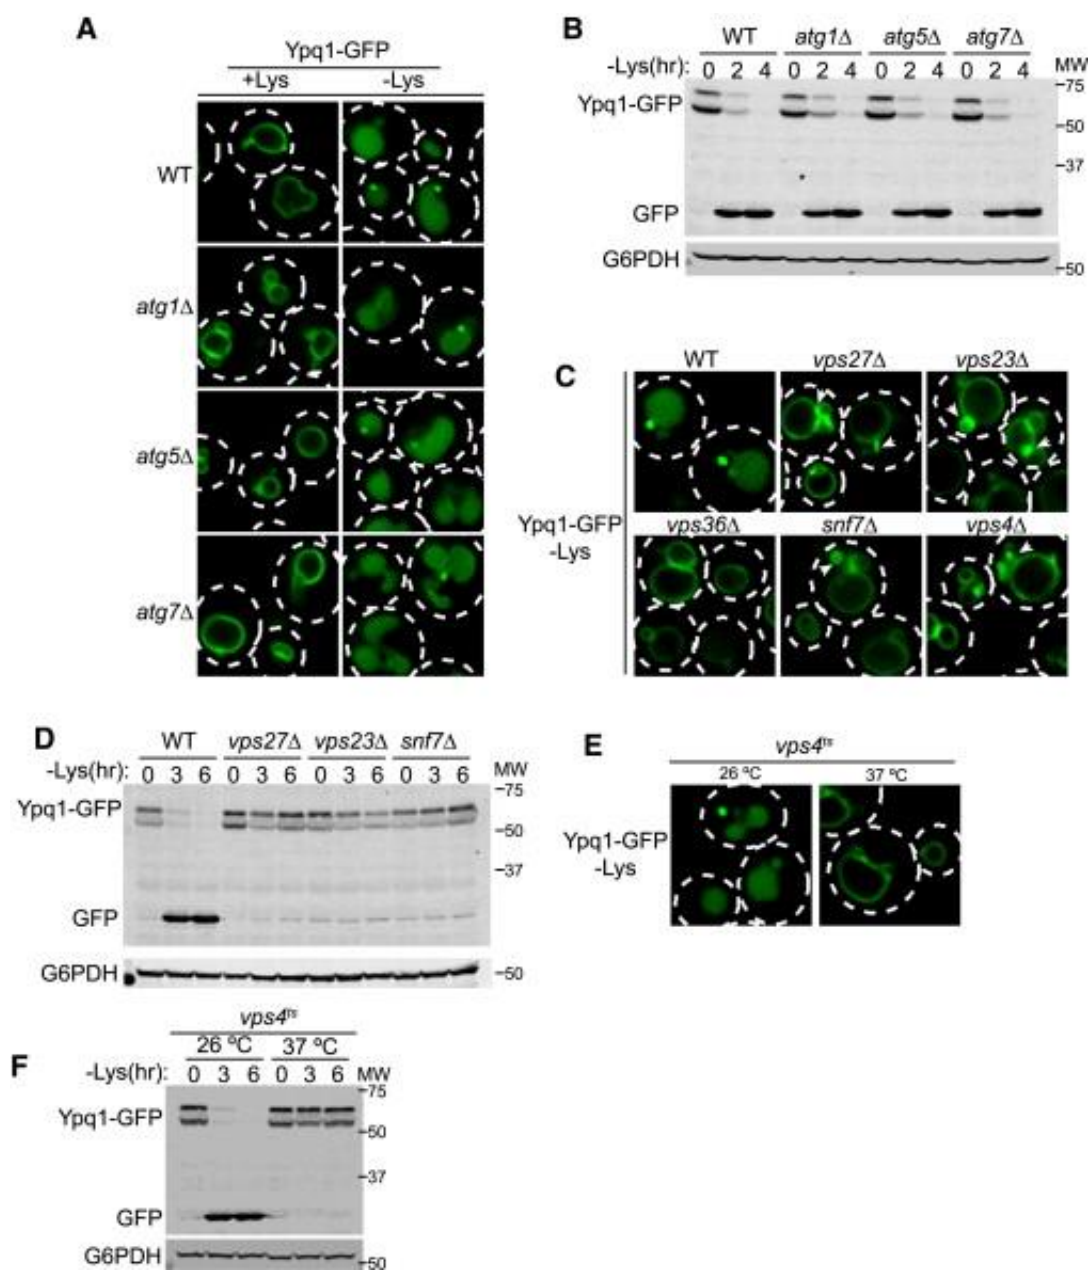 A
Ypq1-GFP
+Lys -Lys
WT
atg1Δ
atg5Δ
atg7Δ
B
WT atg1Δ atg5Δ atg7Δ
-Lys(hr): 0 2 4 0 2 4 0 2 4 0 2 4 MW
Ypq1-GFP
-75
-50
-37
GFP
G6PDH
-50
C
WT vps27Δ vps23Δ
Ypq1-GFP
-Lys
vps36Δ snf7Δ vps4Δ
D
WT vps27Δ vps23Δ snf7Δ
-Lys(hr): 0 3 6 0 3 6 0 3 6 0 3 6 MW
Ypq1-GFP
-75
-50
-37
GFP
G6PDH
-50
E
vps4ᵗˢ
26 ºC 37 ºC
Ypq1-GFP
-Lys
F
vps4ᵗˢ
26 ºC 37 ºC
-Lys(hr): 0 3 6 0 3 6 MW
Ypq1-GFP
-75
-50
-37
GFP
G6PDH
-50